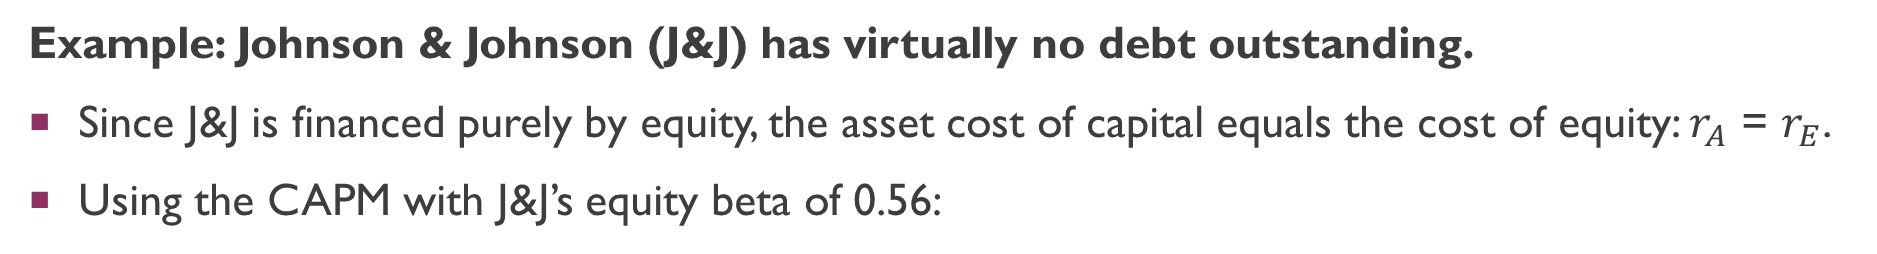 Example: Johnson & Johnson (J&J) has virtually no debt outstanding.
▪ Since J&J is financed purely by equity, the asset cost of capital equals the cost of equity: r_A = r_E.
▪ Using the CAPM with J&J's equity beta of 0.56: